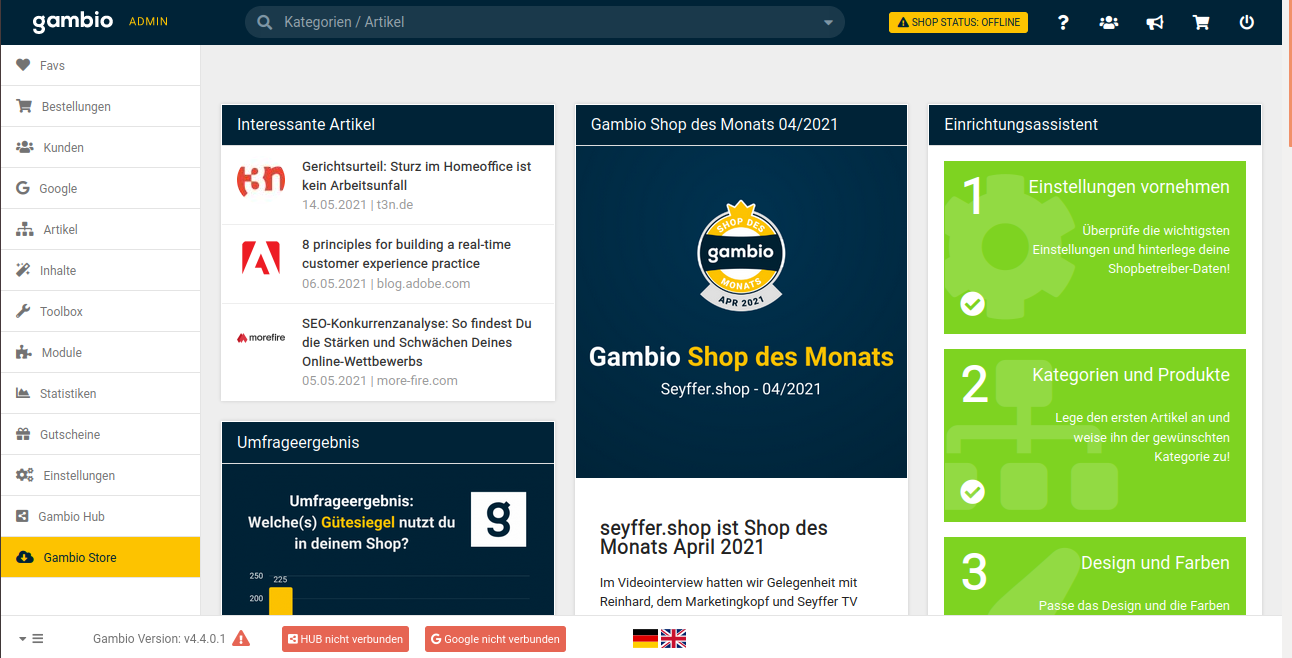 gambio ADMIN
Kategorien / Artikel
SHOP STATUS: OFFLINE
Favs
Bestellungen
Kunden
Google
Artikel
Inhalte
Toolbox
Module
Statistiken
Gutscheine
Einstellungen
Gambio Hub
Gambio Store
Interessante Artikel
t3n
Gerichtsurteil: Sturz im Homeoffice ist
kein Arbeitsunfall
14.05.2021 | t3n.de
8 principles for building a real-time
customer experience practice
06.05.2021 | blog.adobe.com
morefire
SEO-Konkurrenzanalyse: So findest Du
die Stärken und Schwächen Deines
Online-Wettbewerbs
05.05.2021 | more-fire.com
Umfrageergebnis
Umfrageergebnis:
Welche(s) Gütesiegel nutzt du
in deinem Shop?
g
250
225
200
Gambio Shop des Monats 04/2021
SHOP DES
gambio
MONATS
APR 2021
Gambio Shop des Monats
Seyffer.shop - 04/2021
seyffer.shop ist Shop des
Monats April 2021
Im Videointerview hatten wir Gelegenheit mit
Reinhard, dem Marketingkopf und Seyffer TV
Einrichtungsassistent
1
Einstellungen vornehmen
Überprüfe die wichtigsten
Einstellungen und hinterlege deine
Shopbetreiber-Daten!
2
Kategorien und Produkte
Lege den ersten Artikel an und
weise ihn der gewünschten
Kategorie zu!
3
Design und Farben
Passe das Design und die Farben
Gambio Version: v4.4.0.1
HUB nicht verbunden
Google nicht verbunden